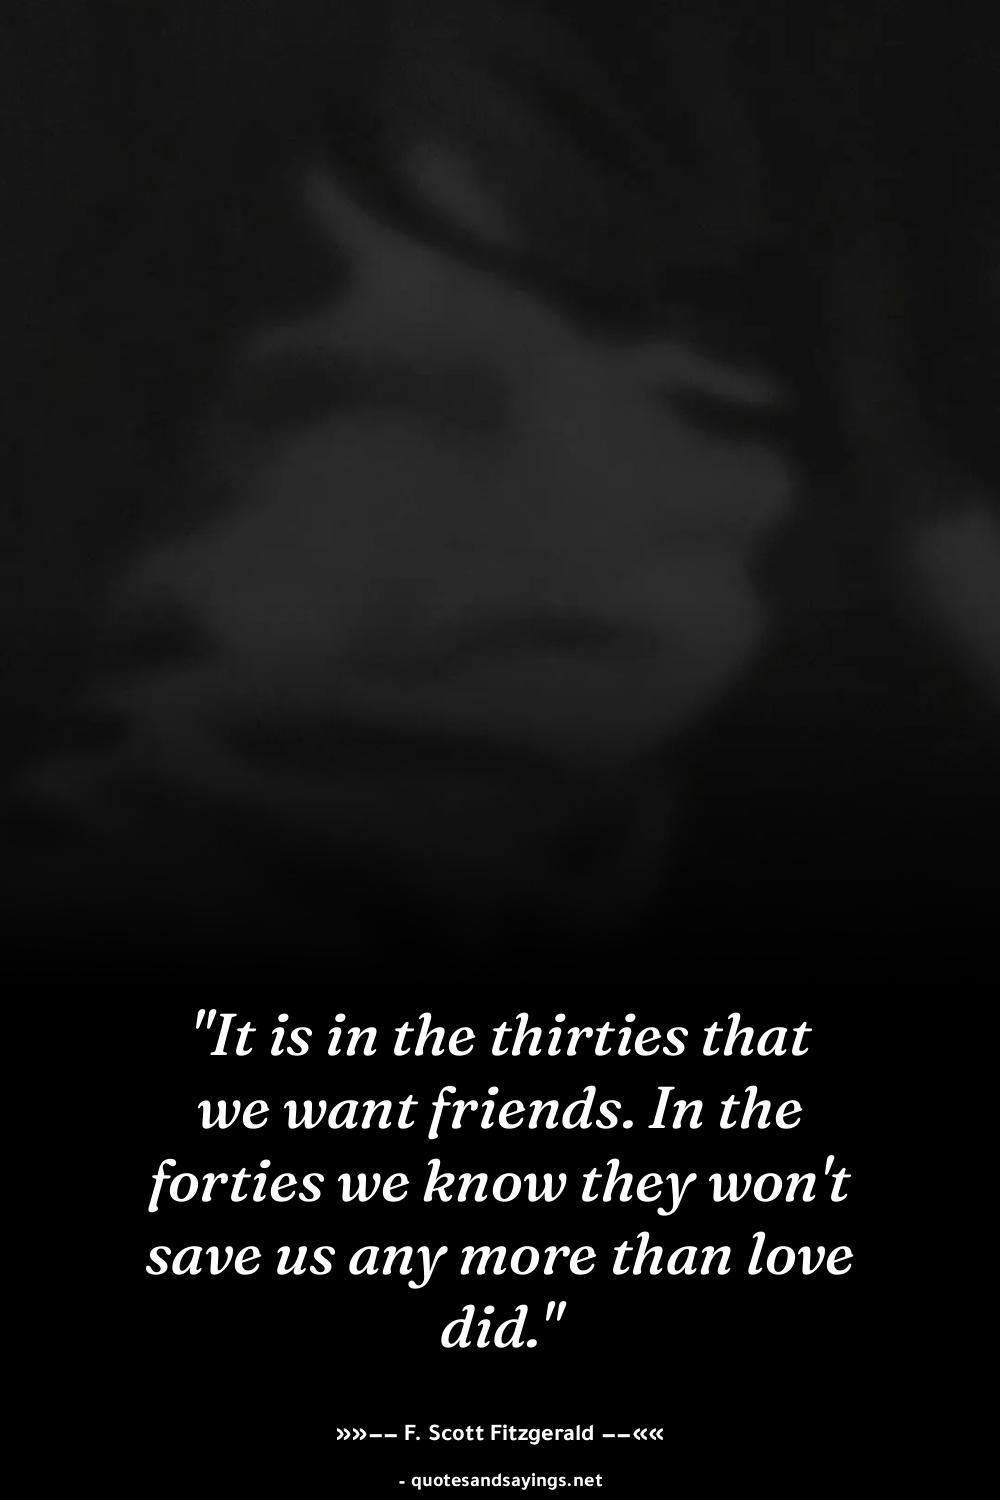 "It is in the thirties that
we want friends. In the
forties we know they won't
save us any more than love
did."
»»–– F. Scott Fitzgerald ––««
- quotesandsayings.net